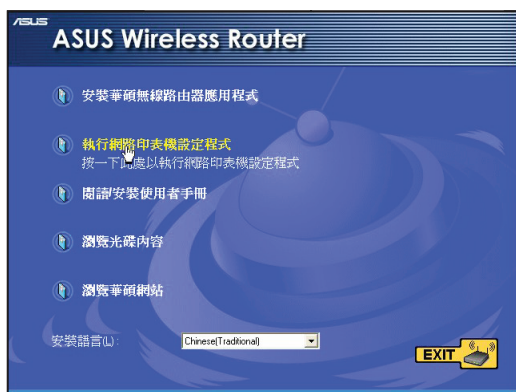 ASUS
ASUS Wireless Router
安裝華碩無線路由器應用程式
執行網路印表機設定程式
按一下此處以執行網路印表機設定程式
閱讀/安裝使用者手冊
瀏覽光碟內容
瀏覽華碩網站
安裝語言(L):
Chinese(Traditional)
EXIT